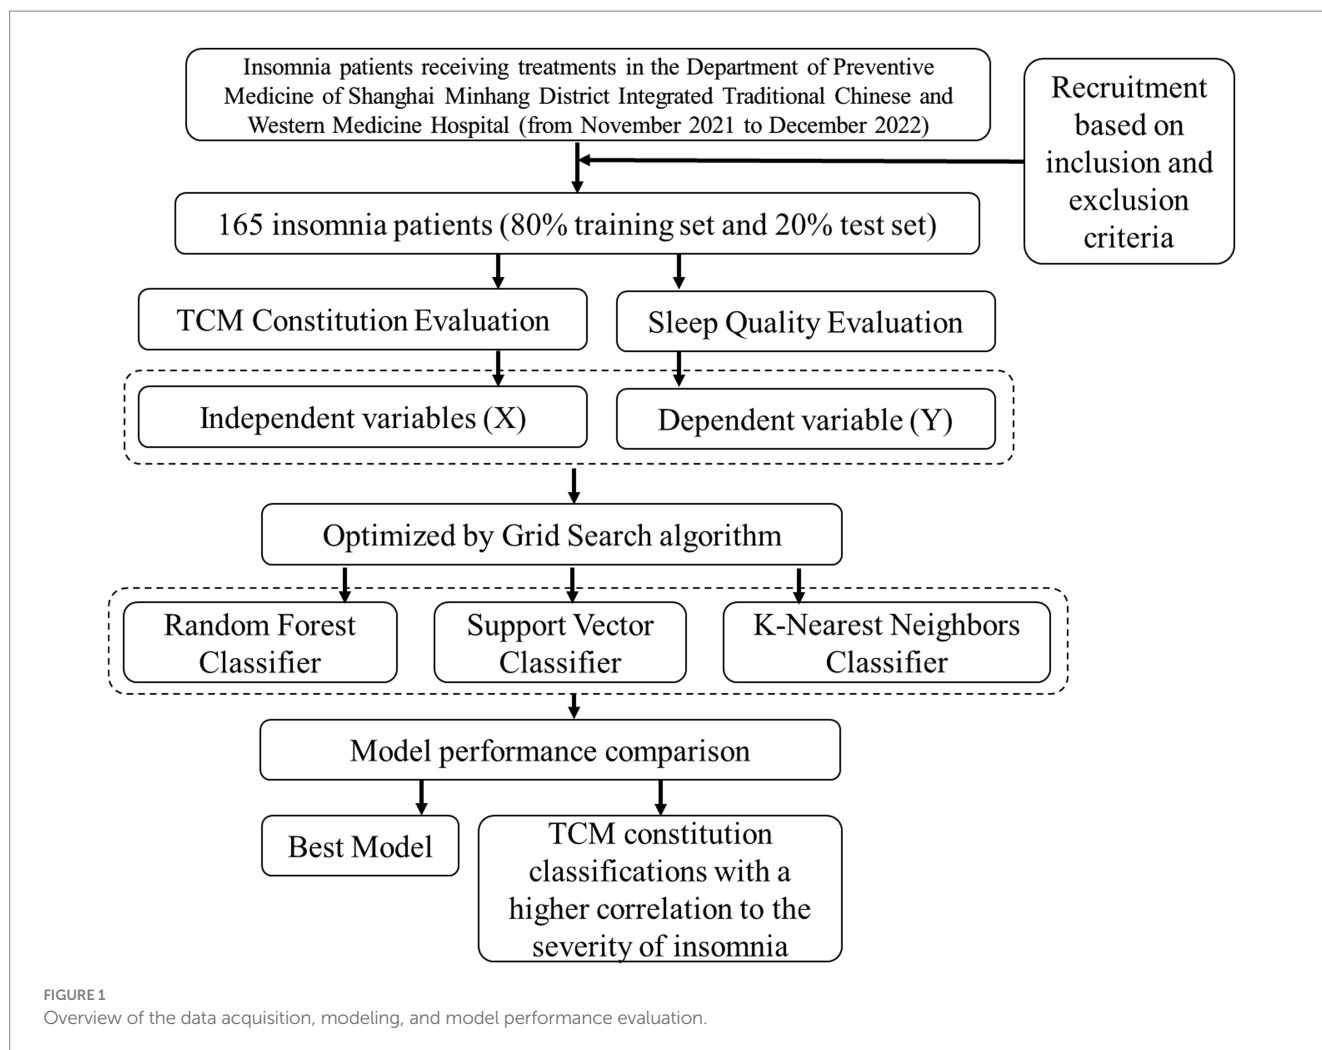 Insomnia patients receiving treatments in the Department of Preventive
Medicine of Shanghai Minhang District Integrated Traditional Chinese and
Western Medicine Hospital (from November 2021 to December 2022)
Recruitment
based on
inclusion and
exclusion
criteria
165 insomnia patients (80% training set and 20% test set)
TCM Constitution Evaluation
Sleep Quality Evaluation
Independent variables (X)
Dependent variable (Y)
Optimized by Grid Search algorithm
Random Forest
Classifier
Support Vector
Classifier
K-Nearest Neighbors
Classifier
Model performance comparison
Best Model
TCM constitution
classifications with a
higher correlation to the
severity of insomnia
FIGURE 1
Overview of the data acquisition, modeling, and model performance evaluation.